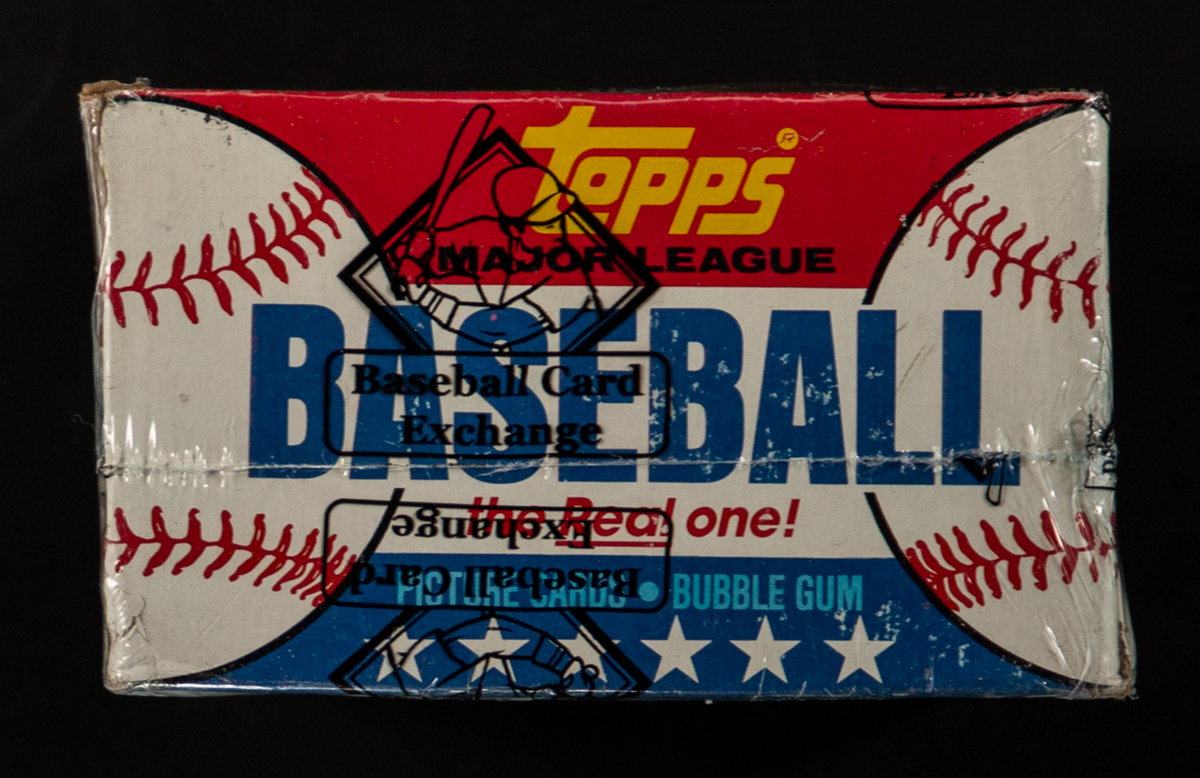 Topps®
MAJOR LEAGUE
BASEBALL
Baseball Card
Exchange
the Real one!
Exchange
Baseball Card
PICTURE CARDS • BUBBLE GUM